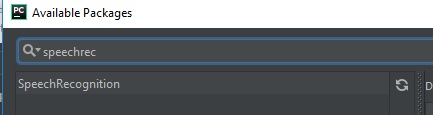 PC
Available Packages
speechrec
SpeechRecognition
D